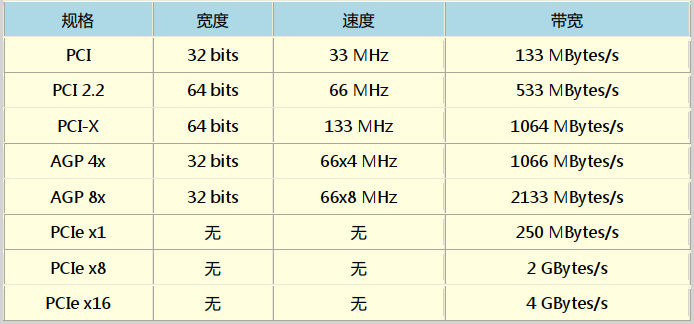 规格 宽度 速度 带宽
PCI 32 bits 33 MHz 133 MBytes/s
PCI 2.2 64 bits 66 MHz 533 MBytes/s
PCI-X 64 bits 133 MHz 1064 MBytes/s
AGP 4x 32 bits 66x4 MHz 1066 MBytes/s
AGP 8x 32 bits 66x8 MHz 2133 MBytes/s
PCIe x1 无 无 250 MBytes/s
PCIe x8 无 无 2 GBytes/s
PCIe x16 无 无 4 GBytes/s